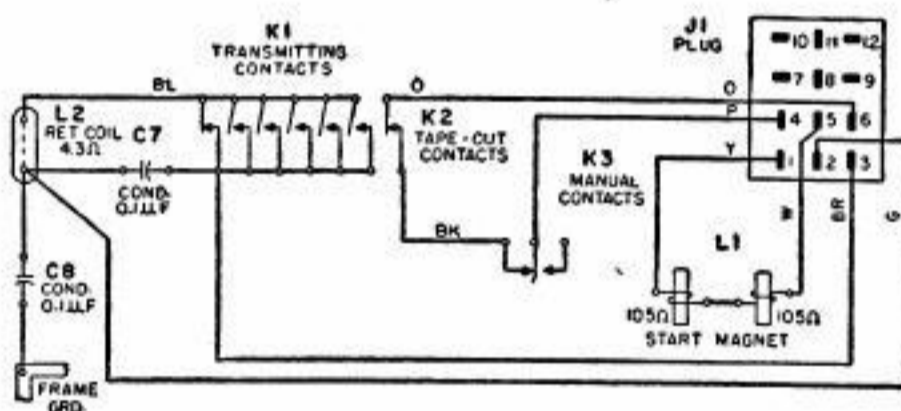 K1
TRANSMITTING
CONTACTS
J1
PLUG
10 11 12
7 8 9
BL
O
O
P
4 5 6
L2
RET COIL
4.3Ω
C7
K2
TAPE-CUT
CONTACTS
K3
MANUAL
CONTACTS
Y
1 2 3
COND.
0.1µF
W
BR
G
BK
L1
C8
COND.
0.1µF
105Ω
105Ω
START MAGNET
FRAME
GRD.